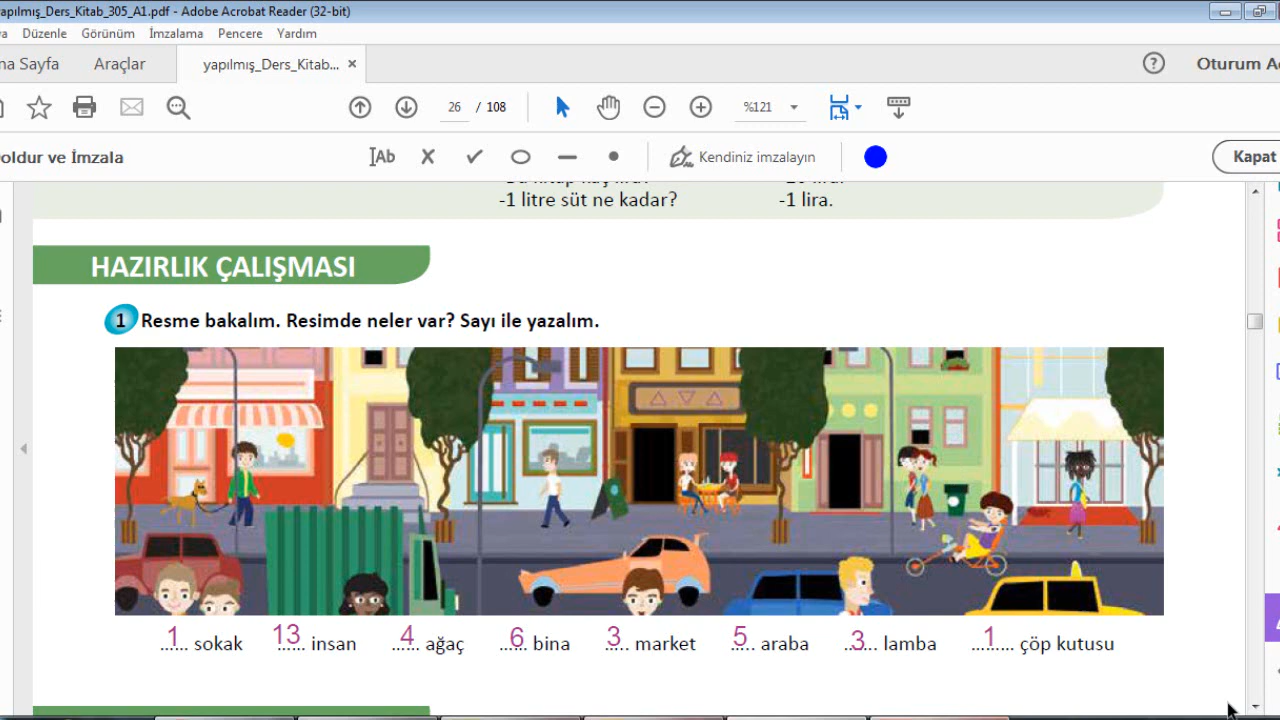 yapılmış_Ders_Kitab_305_A1.pdf - Adobe Acrobat Reader (32-bit)
Düzenle Görünüm İmzalama Pencere Yardım
na Sayfa Araçlar yapılmış_Ders_Kitab... × ? Oturum A
26 / 108 %121
oldur ve İmzala Ab Kendiniz imzalayın Kapat
-1 litre süt ne kadar? -1 lira.
HAZIRLIK ÇALIŞMASI
1 Resme bakalım. Resimde neler var? Sayı ile yazalım.
1 ...... sokak 13 ...... insan 4 ...... ağaç 6 ...... bina 3 ..... market 5 ..... araba 3 ....... lamba 1 ......... çöp kutusu